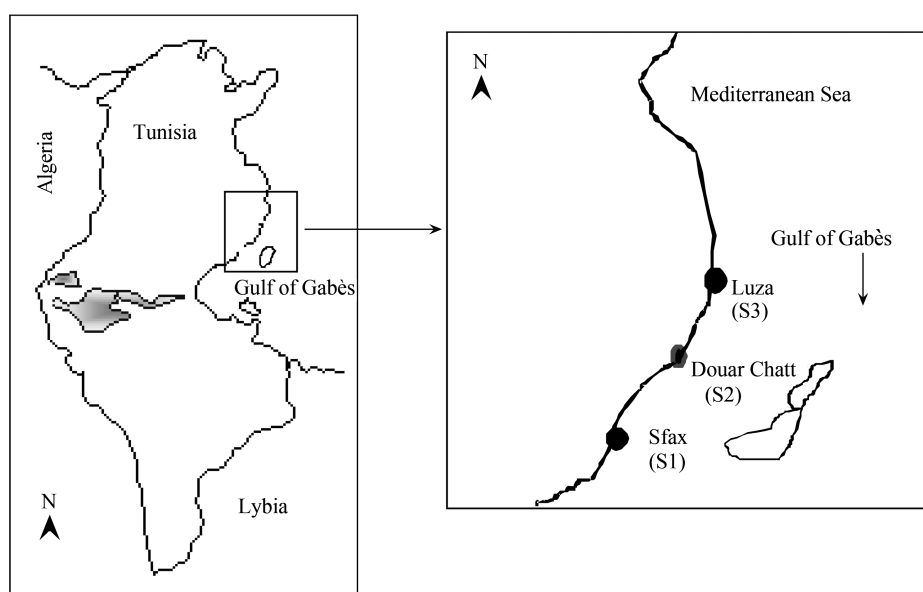 Algeria
Tunisia
Gulf of Gabès
N
Lybia
N
Mediterranean Sea
Gulf of Gabès
Luza
(S3)
Douar Chatt
(S2)
Sfax
(S1)